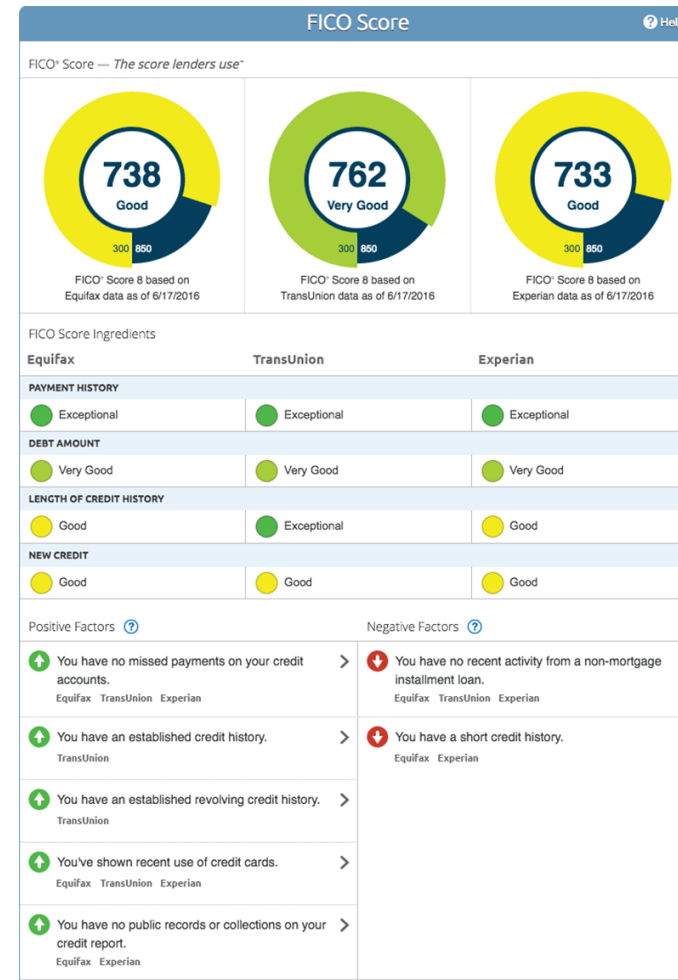 FICO Score
? Hel
FICO® Score — The score lenders use™
738
Good
300 850
FICO® Score 8 based on
Equifax data as of 6/17/2016
762
Very Good
300 850
FICO® Score 8 based on
TransUnion data as of 6/17/2016
733
Good
300 850
FICO® Score 8 based on
Experian data as of 6/17/2016
FICO Score Ingredients
Equifax TransUnion Experian
PAYMENT HISTORY
Exceptional Exceptional Exceptional
DEBT AMOUNT
Very Good Very Good Very Good
LENGTH OF CREDIT HISTORY
Good Exceptional Good
NEW CREDIT
Good Good Good
Positive Factors ?
You have no missed payments on your credit
accounts.
Equifax TransUnion Experian
You have an established credit history.
TransUnion
You have an established revolving credit history.
TransUnion
You've shown recent use of credit cards.
Equifax TransUnion Experian
You have no public records or collections on your
credit report.
Equifax Experian
Negative Factors ?
You have no recent activity from a non-mortgage
installment loan.
Equifax TransUnion Experian
You have a short credit history.
Equifax Experian